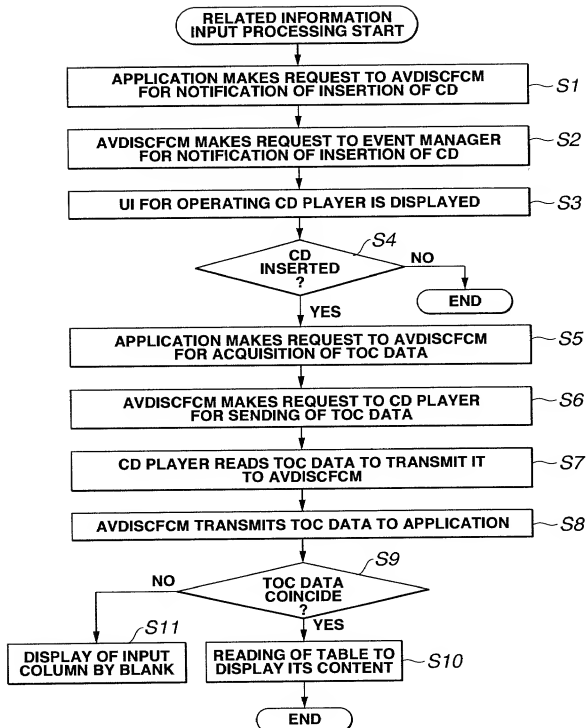 RELATED INFORMATION
INPUT PROCESSING START
APPLICATION MAKES REQUEST TO AVDISCFCM
FOR NOTIFICATION OF INSERTION OF CD
S1
AVDISCFCM MAKES REQUEST TO EVENT MANAGER
FOR NOTIFICATION OF INSERTION OF CD
S2
UI FOR OPERATING CD PLAYER IS DISPLAYED
S3
S4
CD
INSERTED
?
NO
END
YES
APPLICATION MAKES REQUEST TO AVDISCFCM
FOR ACQUISITION OF TOC DATA
S5
AVDISCFCM MAKES REQUEST TO CD PLAYER
FOR SENDING OF TOC DATA
S6
CD PLAYER READS TOC DATA TO TRANSMIT IT
TO AVDISCFCM
S7
AVDISCFCM TRANSMITS TOC DATA TO APPLICATION
S8
S9
TOC DATA
COINCIDE
?
NO
YES
S11
DISPLAY OF INPUT
COLUMN BY BLANK
READING OF TABLE TO
DISPLAY ITS CONTENT
S10
END